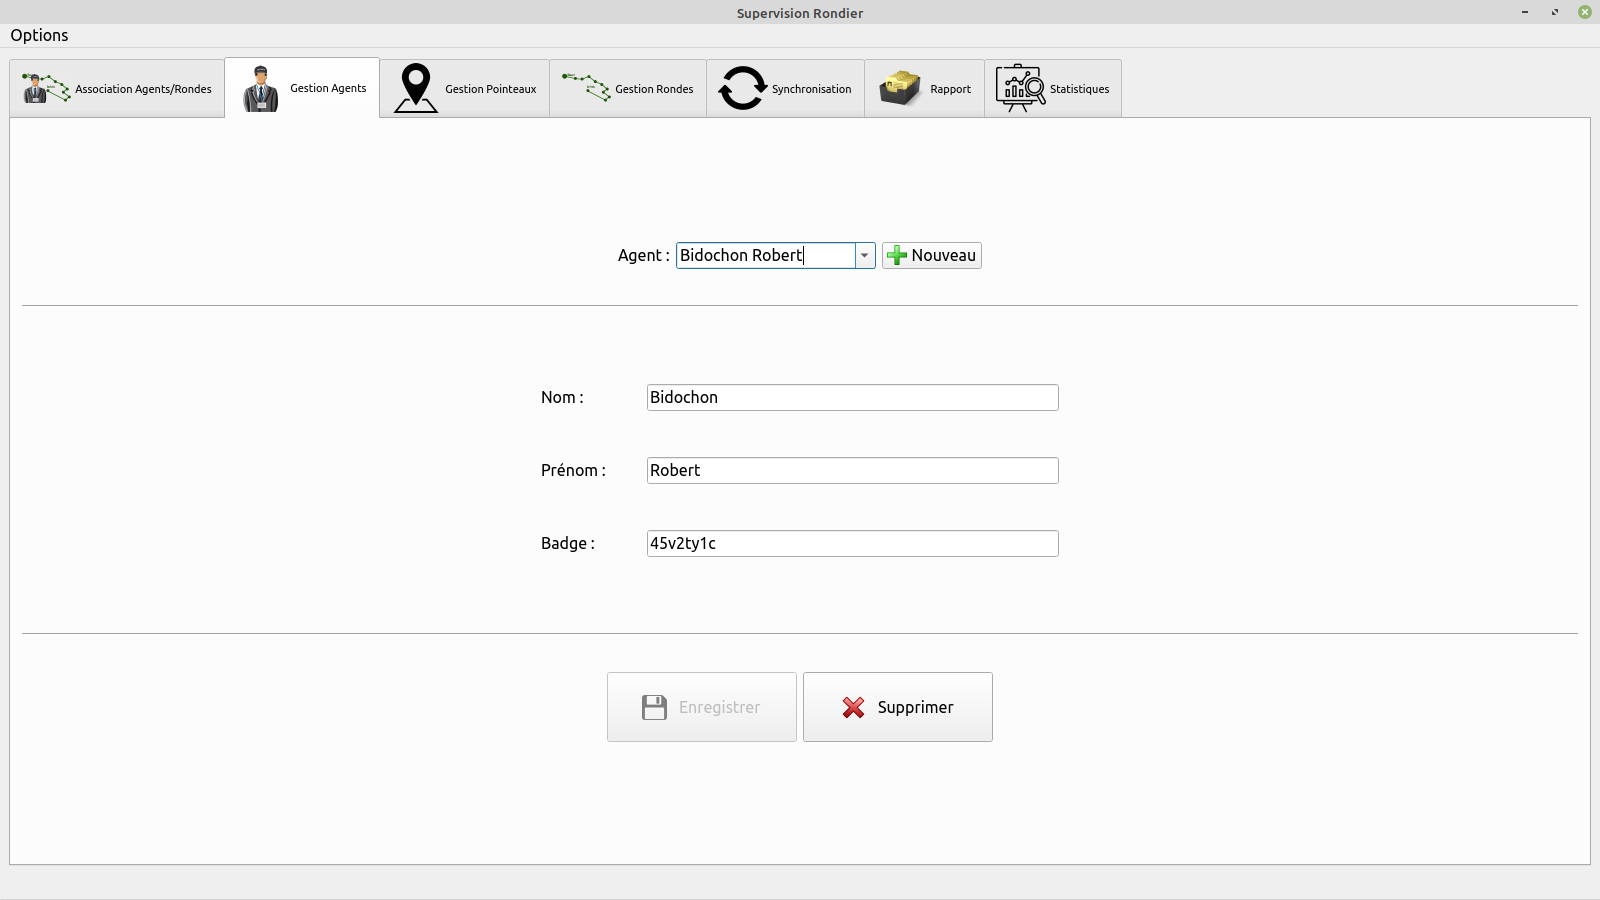 Supervision Rondier
Options
Association Agents/Rondes
Gestion Agents
Gestion Pointeaux
Gestion Rondes
Synchronisation
Rapport
Statistiques
Agent : Bidochon Robert Nouveau
Nom : Bidochon
Prénom : Robert
Badge : 45v2ty1c
Enregistrer Supprimer